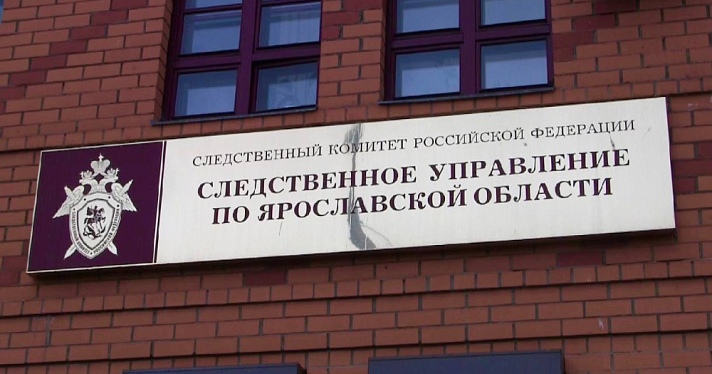 СЛЕДСТВЕННЫЙ КОМИТЕТ РОССИЙСКОЙ ФЕДЕРАЦИИ
СЛЕДСТВЕННОЕ УПРАВЛЕНИЕ
ПО ЯРОСЛАВСКОЙ ОБЛАСТИ